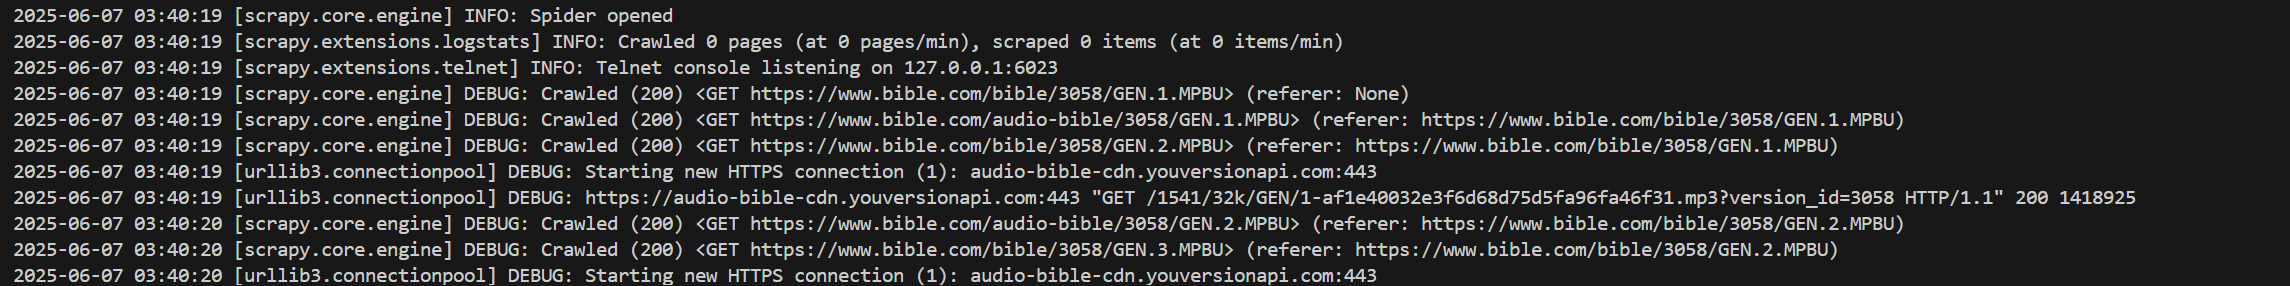 2025-06-07 03:40:19 [scrapy.core.engine] INFO: Spider opened
2025-06-07 03:40:19 [scrapy.extensions.logstats] INFO: Crawled 0 pages (at 0 pages/min), scraped 0 items (at 0 items/min)
2025-06-07 03:40:19 [scrapy.extensions.telnet] INFO: Telnet console listening on 127.0.0.1:6023
2025-06-07 03:40:19 [scrapy.core.engine] DEBUG: Crawled (200) <GET https://www.bible.com/bible/3058/GEN.1.MPBU> (referer: None)
2025-06-07 03:40:19 [scrapy.core.engine] DEBUG: Crawled (200) <GET https://www.bible.com/audio-bible/3058/GEN.1.MPBU> (referer: https://www.bible.com/bible/3058/GEN.1.MPBU)
2025-06-07 03:40:19 [scrapy.core.engine] DEBUG: Crawled (200) <GET https://www.bible.com/bible/3058/GEN.2.MPBU> (referer: https://www.bible.com/bible/3058/GEN.1.MPBU)
2025-06-07 03:40:19 [urllib3.connectionpool] DEBUG: Starting new HTTPS connection (1): audio-bible-cdn.youversionapi.com:443
2025-06-07 03:40:19 [urllib3.connectionpool] DEBUG: https://audio-bible-cdn.youversionapi.com:443 "GET /1541/32k/GEN/1-af1e40032e3f6d68d75d5fa96fa46f31.mp3?version_id=3058 HTTP/1.1" 200 1418925
2025-06-07 03:40:20 [scrapy.core.engine] DEBUG: Crawled (200) <GET https://www.bible.com/audio-bible/3058/GEN.2.MPBU> (referer: https://www.bible.com/bible/3058/GEN.2.MPBU)
2025-06-07 03:40:20 [scrapy.core.engine] DEBUG: Crawled (200) <GET https://www.bible.com/bible/3058/GEN.3.MPBU> (referer: https://www.bible.com/bible/3058/GEN.2.MPBU)
2025-06-07 03:40:20 [urllib3.connectionpool] DEBUG: Starting new HTTPS connection (1): audio-bible-cdn.youversionapi.com:443